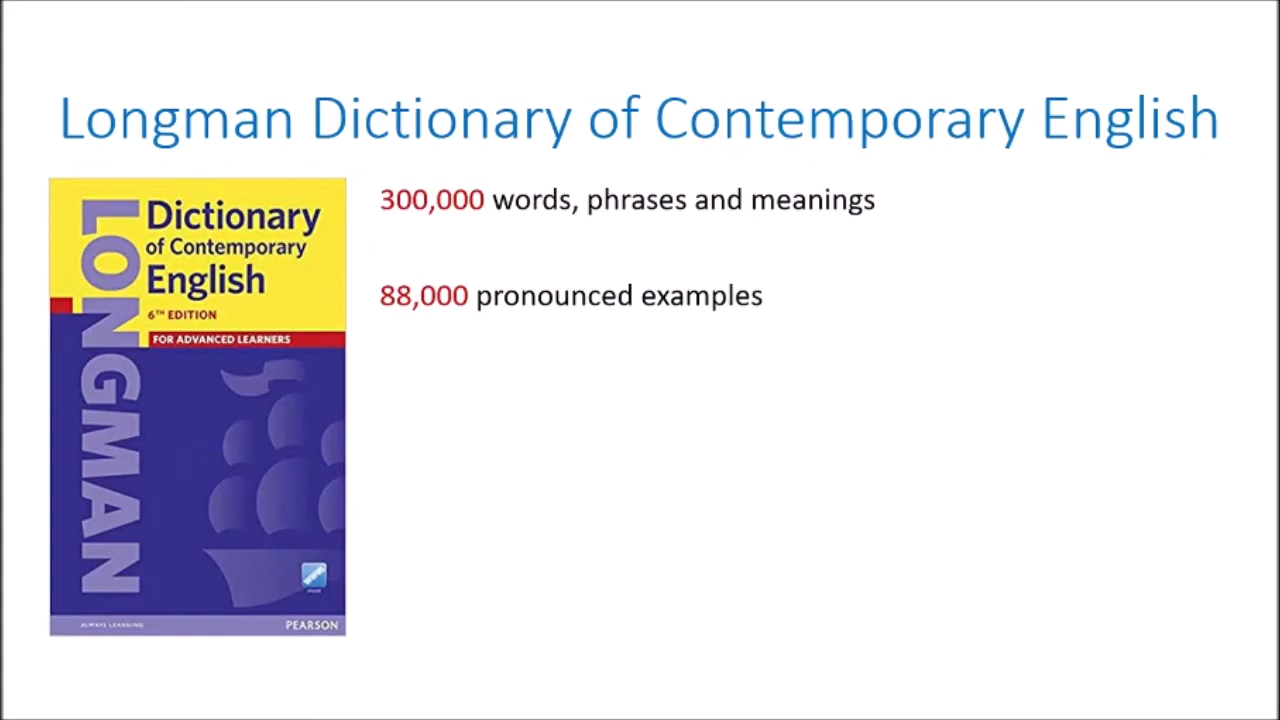 Longman Dictionary of Contemporary English
300,000 words, phrases and meanings
88,000 pronounced examples
LONGMAN
Dictionary
of Contemporary
English
6TH EDITION
FOR ADVANCED LEARNERS
ALWAYS LEARNING
PEARSON